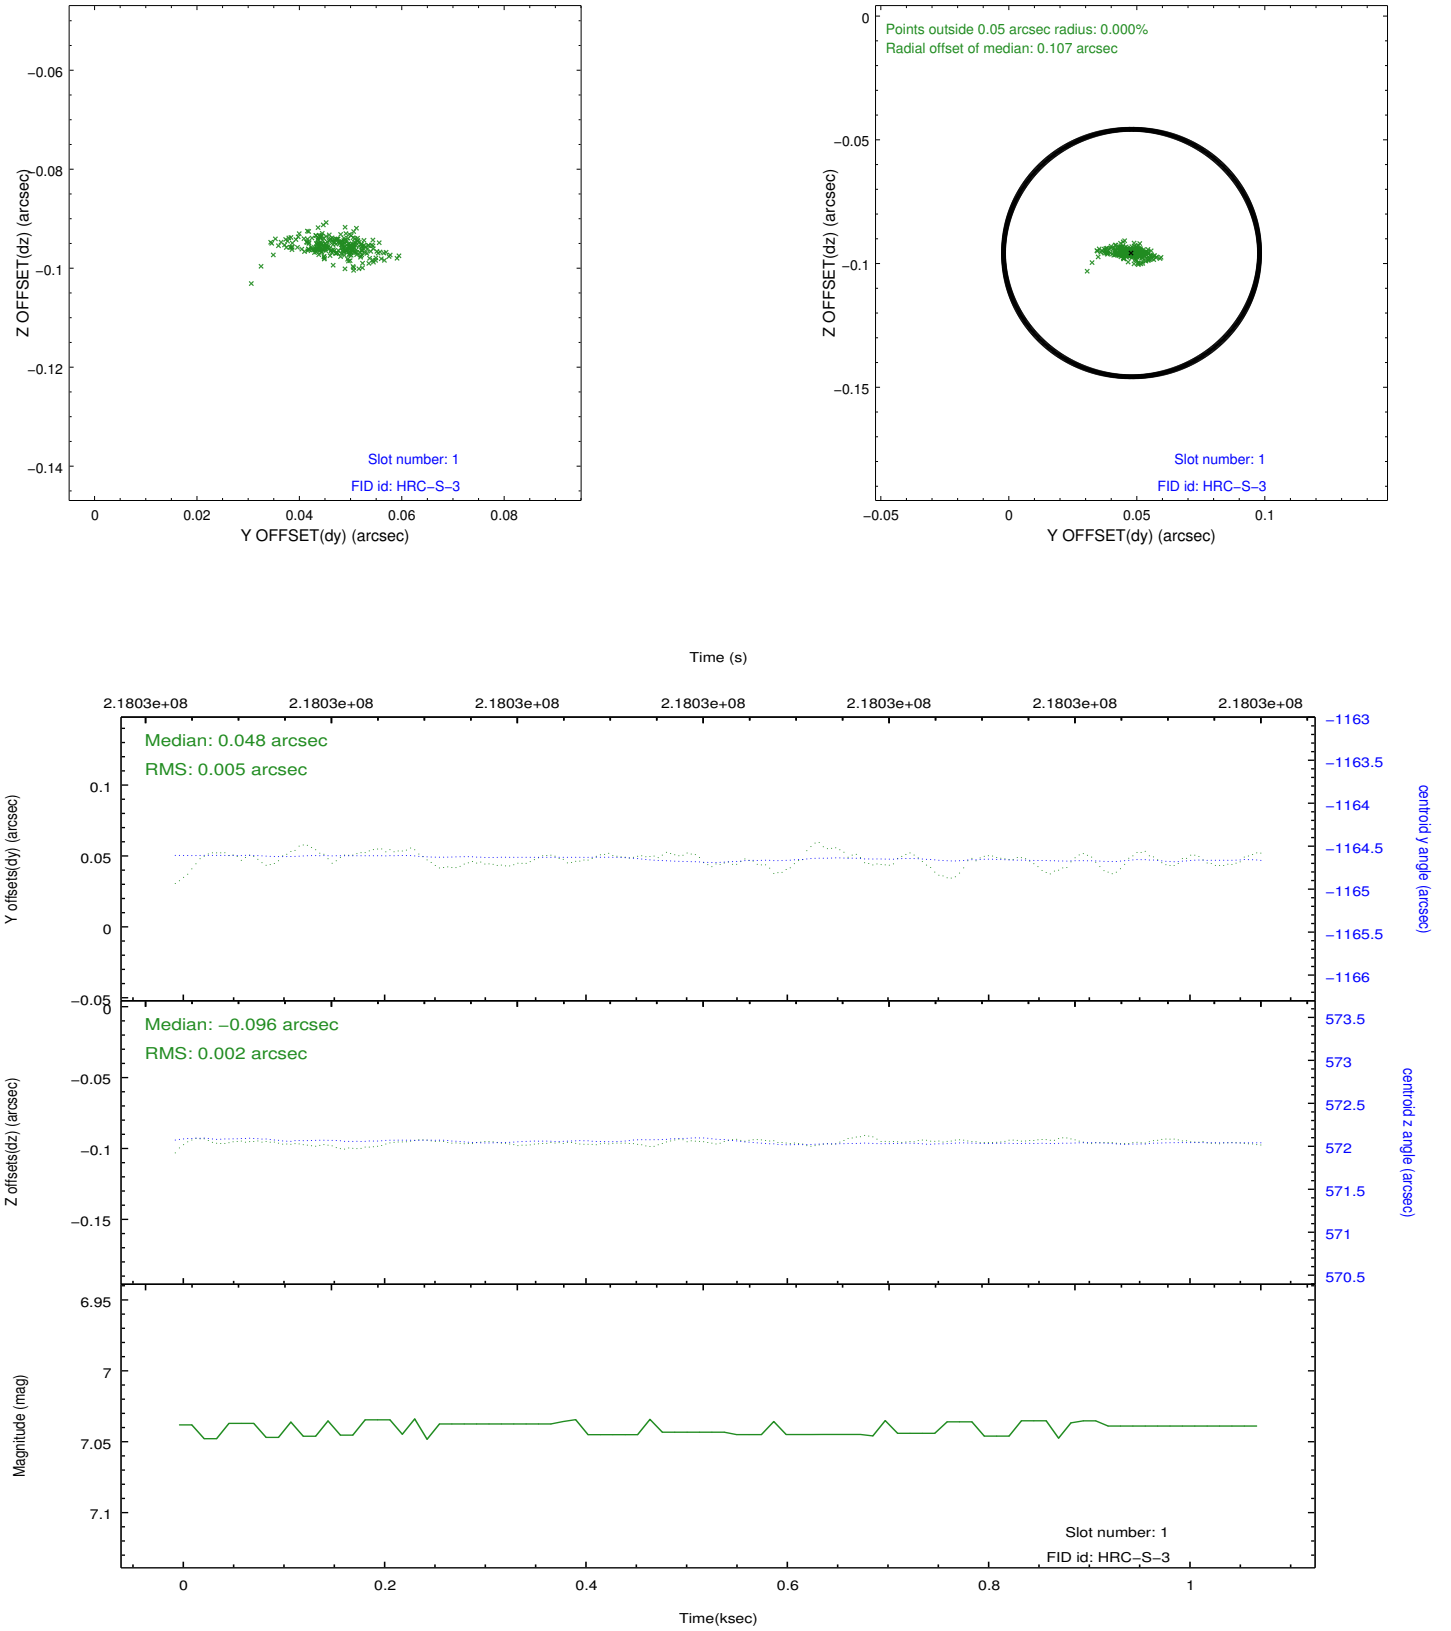 −0.06
−0.08
−0.1
−0.12
−0.14
Z OFFSET(dz) (arcsec)
Slot number: 1
FID id: HRC−S−3
0 0.02 0.04 0.06 0.08
Y OFFSET(dy) (arcsec)
Points outside 0.05 arcsec radius: 0.000%
Radial offset of median: 0.107 arcsec
0
−0.05
−0.1
−0.15
Z OFFSET(dz) (arcsec)
Slot number: 1
FID id: HRC−S−3
−0.05 0 0.05 0.1
Y OFFSET(dy) (arcsec)
Time (s)
2.1803e+08 2.1803e+08 2.1803e+08 2.1803e+08 2.1803e+08 2.1803e+08 2.1803e+08
Median: 0.048 arcsec
RMS: 0.005 arcsec
0.1
0.05
0
−0.05
Y offsets(dy) (arcsec)
−1163
−1163.5
−1164
−1164.5
−1165
−1165.5
−1166
centroid y angle (arcsec)
Median: −0.096 arcsec
RMS: 0.002 arcsec
0
−0.05
−0.1
−0.15
Z offsets(dz) (arcsec)
573.5
573
572.5
572
571.5
571
570.5
centroid z angle (arcsec)
6.95
7
7.05
7.1
Magnitude (mag)
Slot number: 1
FID id: HRC−S−3
0 0.2 0.4 0.6 0.8 1
Time(ksec)